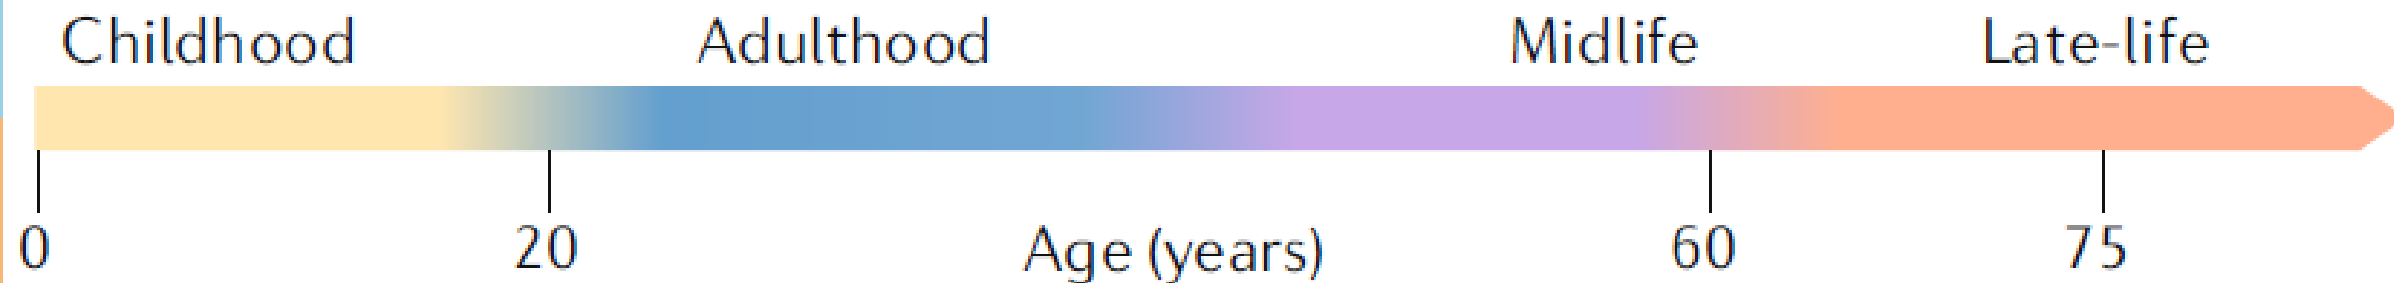 Childhood Adulthood Midlife Late-life
0 20 Age (years) 60 75